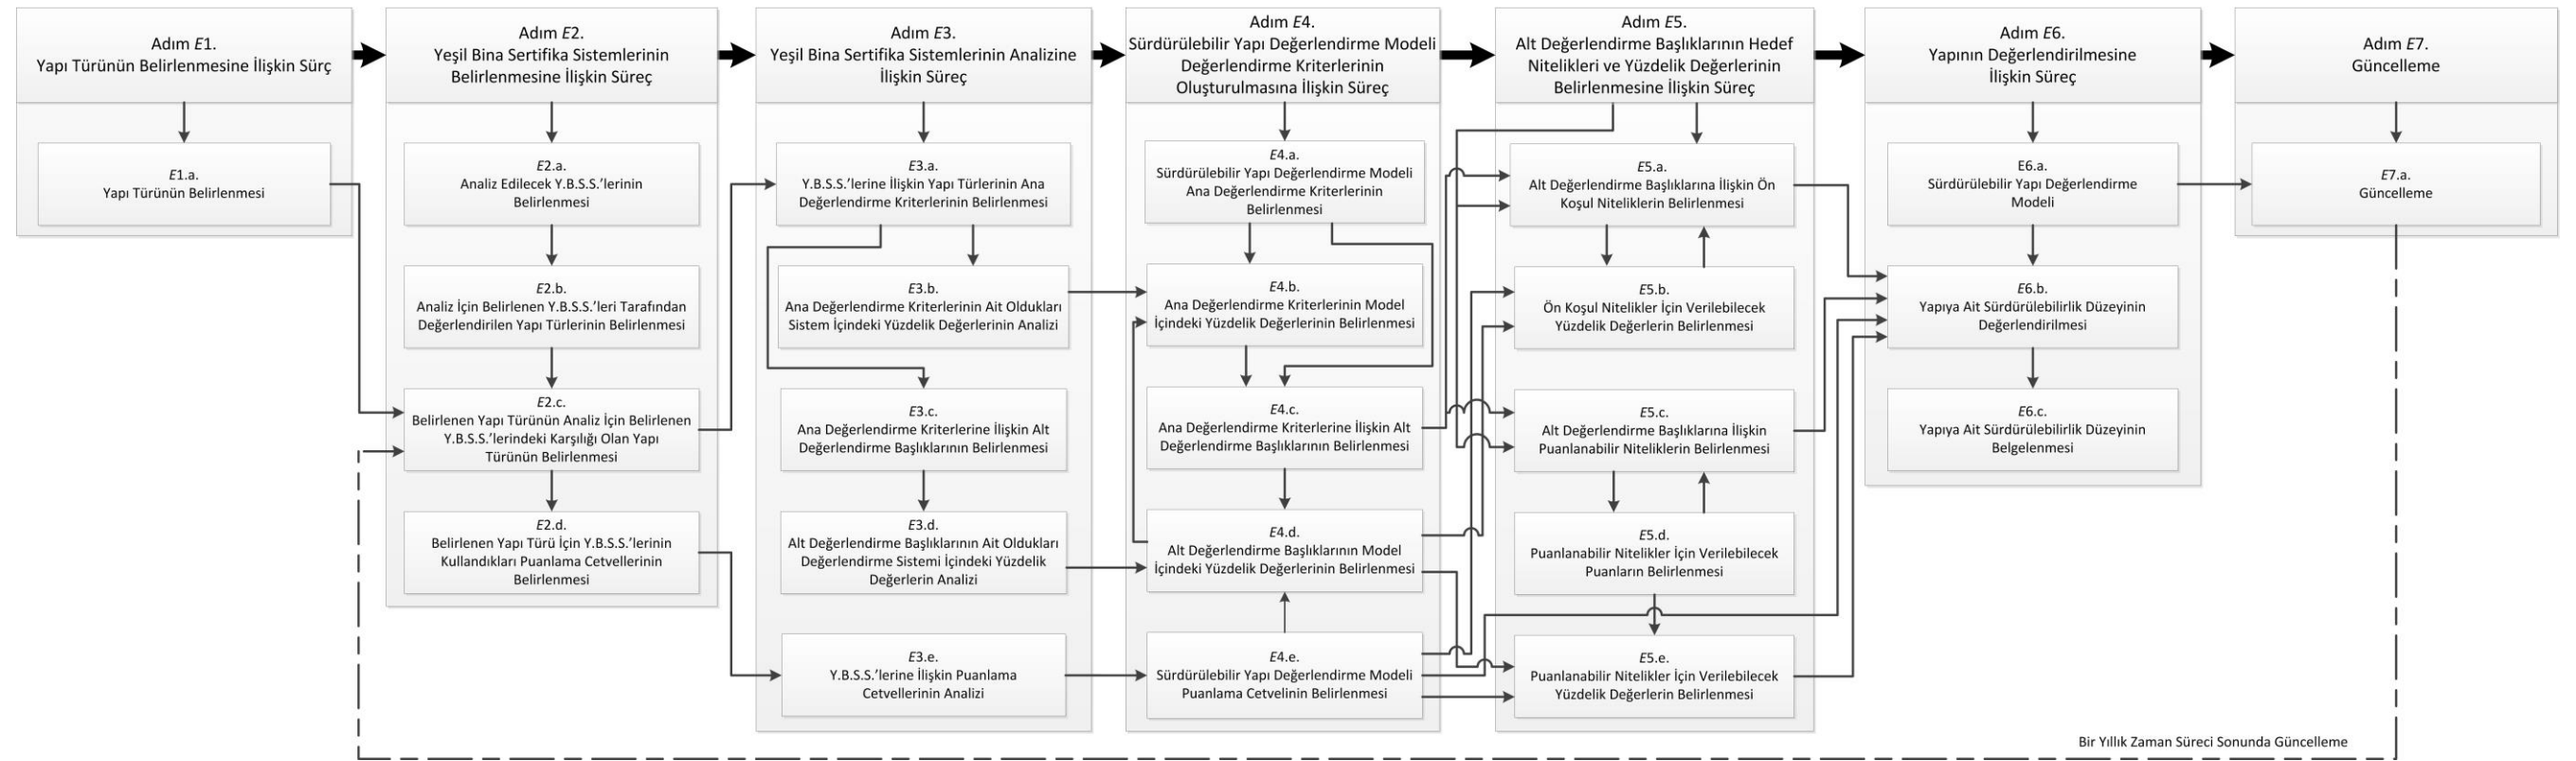 Adım E1.
Yapı Türünün Belirlenmesine İlişkin Sürç
E1.a.
Yapı Türünün Belirlenmesi
Adım E2.
Yeşil Bina Sertifika Sistemlerinin
Belirlenmesine İlişkin Süreç
E2.a.
Analiz Edilecek Y.B.S.S.'lerinin
Belirlenmesi
E2.b.
Analiz İçin Belirlenen Y.B.S.S.'leri Tarafından
Değerlendirilen Yapı Türlerinin Belirlenmesi
E2.c.
Belirlenen Yapı Türünün Analiz İçin Belirlenen
Y.B.S.S.'lerindeki Karşılığı Olan Yapı
Türünün Belirlenmesi
E2.d.
Belirlenen Yapı Türü İçin Y.B.S.S.'lerinin
Kullandıkları Puanlama Cetvellerinin
Belirlenmesi
Adım E3.
Yeşil Bina Sertifika Sistemlerinin Analizine
İlişkin Süreç
E3.a.
Y.B.S.S.'lerine İlişkin Yapı Türlerinin Ana
Değerlendirme Kriterlerinin Belirlenmesi
E3.b.
Ana Değerlendirme Kriterlerinin Ait Oldukları
Sistem İçindeki Yüzdelik Değerlerinin Analizi
E3.c.
Ana Değerlendirme Kriterlerine İlişkin Alt
Değerlendirme Başlıklarının Belirlenmesi
E3.d.
Alt Değerlendirme Başlıklarının Ait Oldukları
Değerlendirme Sistemi İçindeki Yüzdelik
Değerlerin Analizi
E3.e.
Y.B.S.S.'lerine İlişkin Puanlama
Cetvellerinin Analizi
Adım E4.
Sürdürülebilir Yapı Değerlendirme Modeli
Değerlendirme Kriterlerinin
Oluşturulmasına İlişkin Süreç
E4.a.
Sürdürülebilir Yapı Değerlendirme Modeli
Ana Değerlendirme Kriterlerinin
Belirlenmesi
E4.b.
Ana Değerlendirme Kriterlerinin Model
İçindeki Yüzdelik Değerlerinin Belirlenmesi
E4.c.
Ana Değerlendirme Kriterlerine İlişkin Alt
Değerlendirme Başlıklarının Belirlenmesi
E4.d.
Alt Değerlendirme Başlıklarının Model
İçindeki Yüzdelik Değerlerinin Belirlenmesi
E4.e.
Sürdürülebilir Yapı Değerlendirme Modeli
Puanlama Cetvelinin Belirlenmesi
Adım E5.
Alt Değerlendirme Başlıklarının Hedef
Nitelikleri ve Yüzdelik Değerlerinin
Belirlenmesine İlişkin Süreç
E5.a.
Alt Değerlendirme Başlıklarına İlişkin Ön
Koşul Niteliklerin Belirlenmesi
E5.b.
Ön Koşul Nitelikler İçin Verilebilecek
Yüzdelik Değerlerin Belirlenmesi
E5.c.
Alt Değerlendirme Başlıklarına İlişkin
Puanlanabilir Niteliklerin Belirlenmesi
E5.d.
Puanlanabilir Nitelikler İçin Verilebilecek
Puanların Belirlenmesi
E5.e.
Puanlanabilir Nitelikler İçin Verilebilecek
Yüzdelik Değerlerin Belirlenmesi
Adım E6.
Yapının Değerlendirilmesine
İlişkin Süreç
E6.a.
Sürdürülebilir Yapı Değerlendirme
Modeli
E6.b.
Yapıya Ait Sürdürülebilirlik Düzeyinin
Değerlendirilmesi
E6.c.
Yapıya Ait Sürdürülebilirlik Düzeyinin
Belgelenmesi
Adım E7.
Güncelleme
E7.a.
Güncelleme
Bir Yıllık Zaman Süreci Sonunda Güncelleme